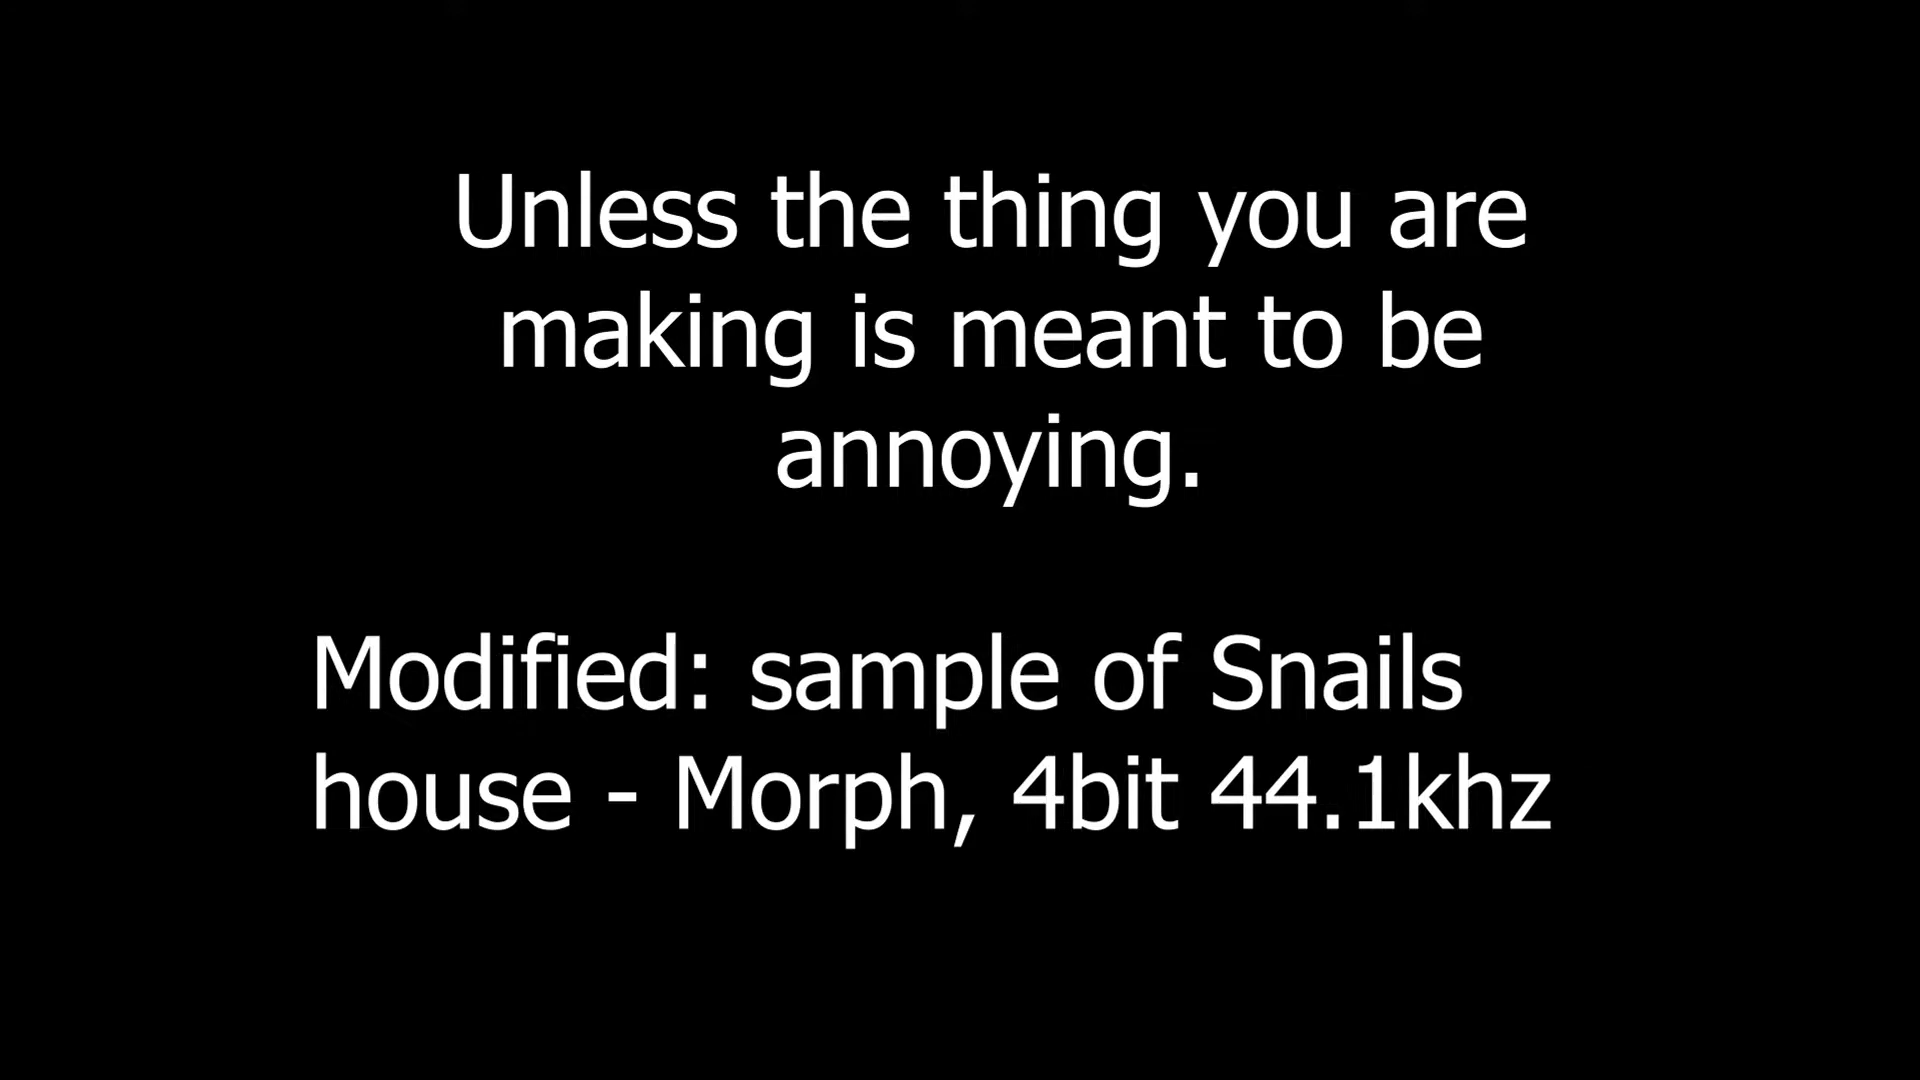 Unless the thing you are
making is meant to be
annoying.
Modified: sample of Snails
house - Morph, 4bit 44.1khz